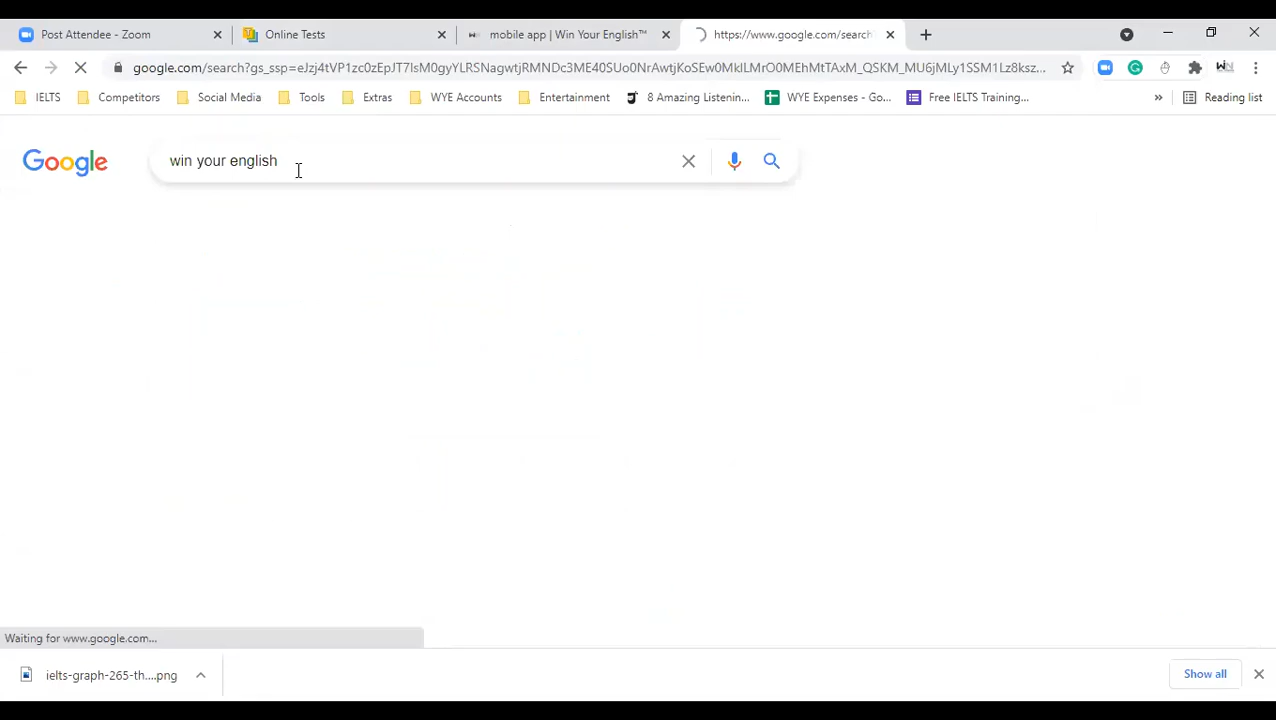 Post Attendee - Zoom
Online Tests
mobile app | Win Your English™
https://www.google.com/search
google.com/search?gs_ssp=eJzj4tVP1zc0zEpJT7IsM0gyYLRSNagwtjRMNDc3ME40SUo0NrAwtiKoSEw0MklLMrO0MEhMtTAxM_QSKM_MU6jMLy1SSM1Lz8ksz...
IELTS
Competitors
Social Media
Tools
Extras
WYE Accounts
Entertainment
8 Amazing Listenin...
WYE Expenses - Go...
Free IELTS Training...
»
Reading list
Google
win your english
Waiting for www.google.com...
ielts-graph-265-th....png
Show all